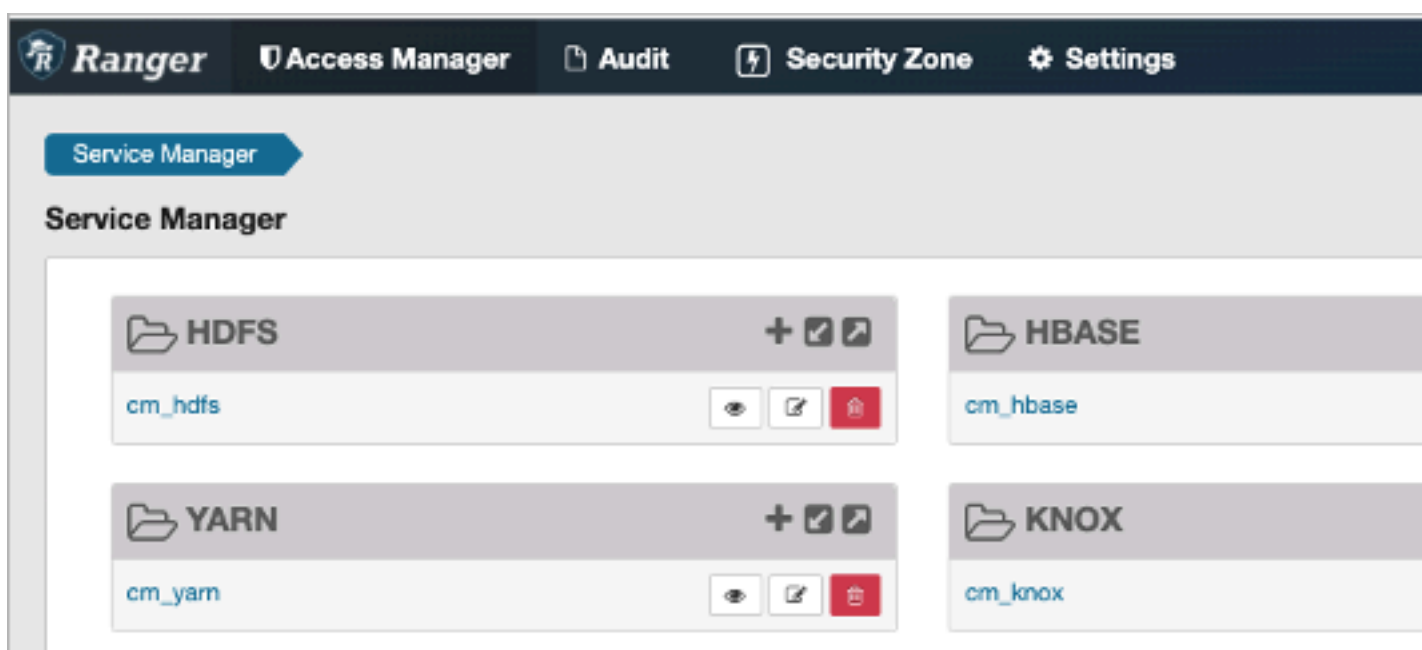 Ranger Access Manager Audit Security Zone Settings
Service Manager
Service Manager
HDFS HBASE
cm_hdfs cm_hbase
YARN KNOX
cm_yarn cm_knox